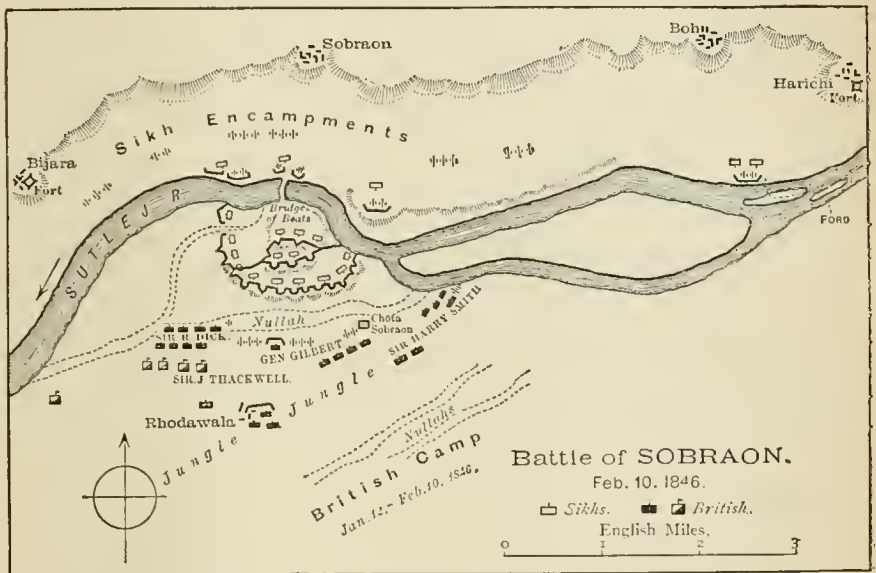 Sobraon
Bohu
Harichi
Fort
Sikh Encampments
Bijara
Fort
SUTLEJ R
Bridge
of Boats
FORD
Nullah
Chota
Sobraon
SIR R DICK.
GEN GILBERT
SIR HARRY SMITH
SIR J THACKWELL.
Jungle Jungle
Rhodawala
Nullahs
British Camp
Jan. 12.- Feb. 10. 1846.
Battle of SOBRAON.
Feb. 10. 1846.
Sikhs. British.
English Miles.
0 1 2 3